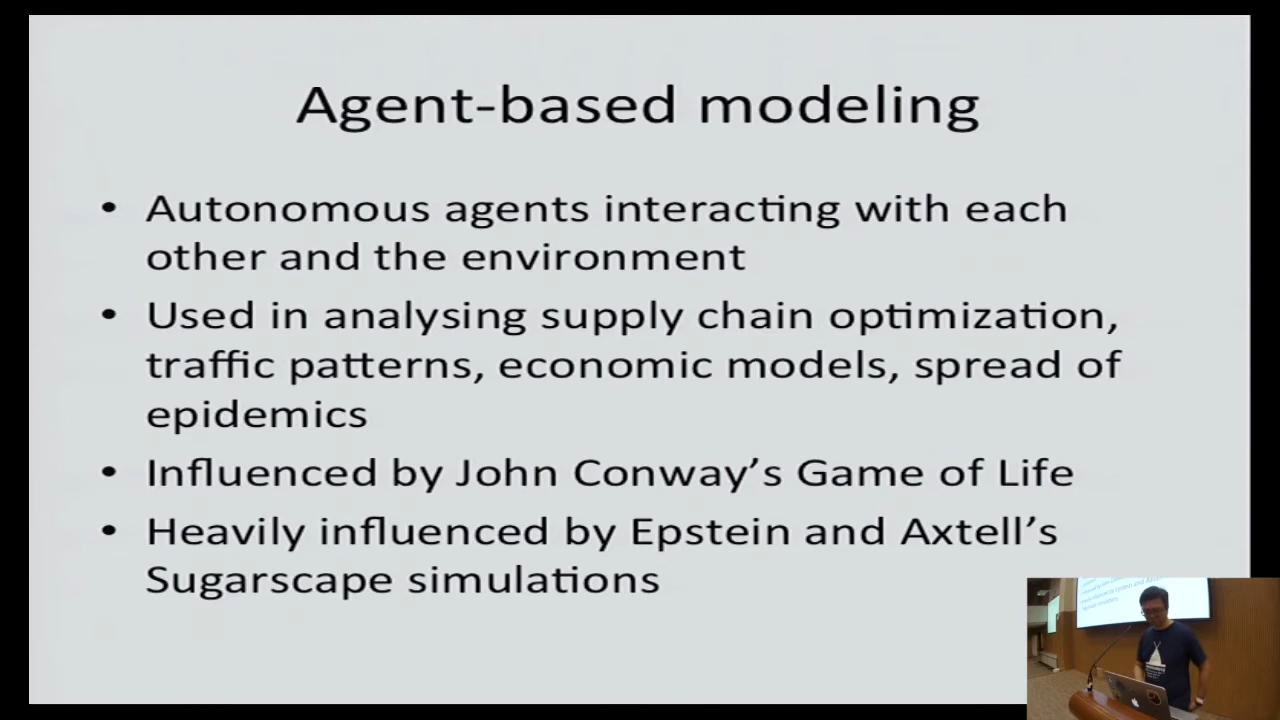 Agent-based modeling
• Autonomous agents interacting with each
other and the environment
• Used in analysing supply chain optimization,
traffic patterns, economic models, spread of
epidemics
• Influenced by John Conway's Game of Life
• Heavily influenced by Epstein and Axtell's
Sugarscape simulations